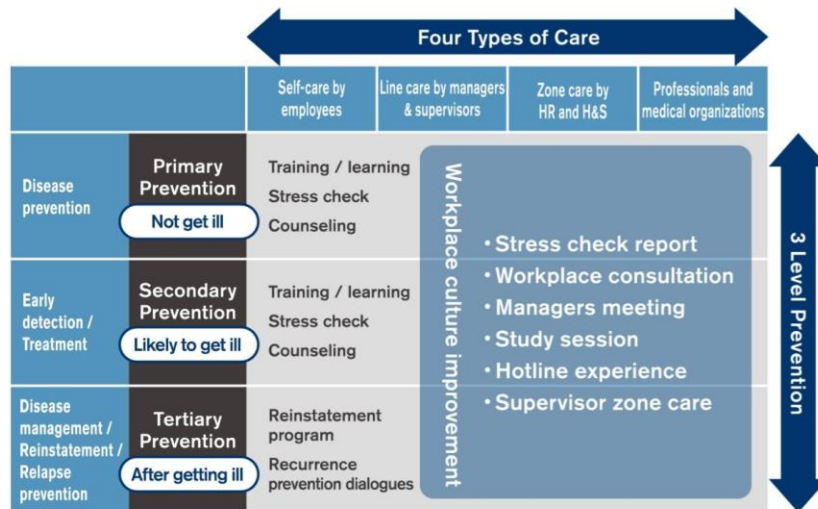 Four Types of Care
Self-care by
employees
Line care by managers
& supervisors
Zone care by
HR and H&S
Professionals and
medical organizations
Disease
prevention
Primary
Prevention
Not get ill
Training / learning
Stress check
Counseling
Early
detection /
Treatment
Secondary
Prevention
Likely to get ill
Training / learning
Stress check
Counseling
Disease
management /
Reinstatement /
Relapse
prevention
Tertiary
Prevention
After getting ill
Reinstatement
program
Recurrence
prevention dialogues
Workplace culture improvement
• Stress check report
• Workplace consultation
• Managers meeting
• Study session
• Hotline experience
• Supervisor zone care
3 Level Prevention